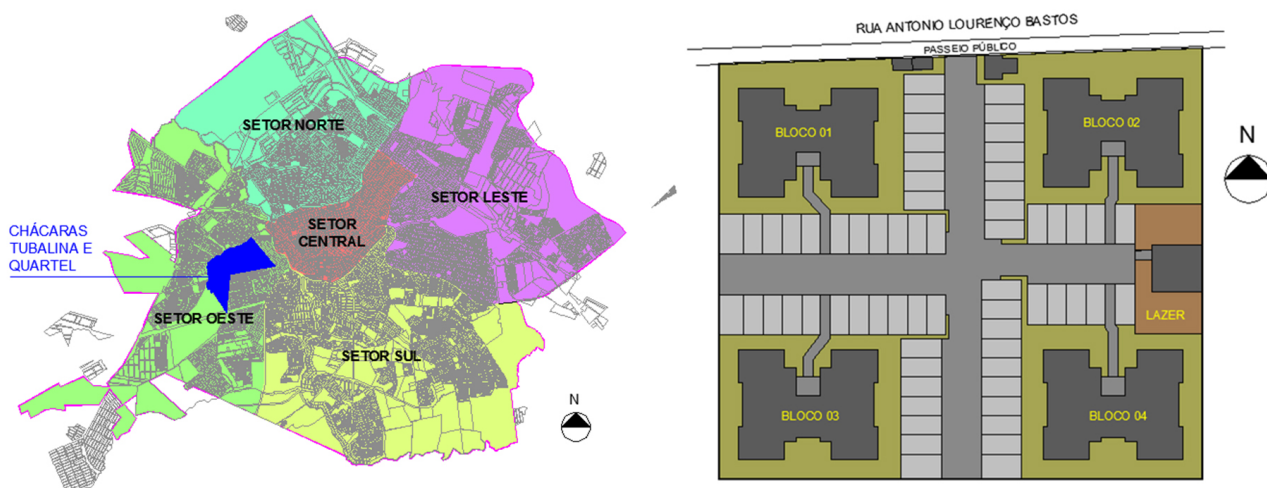 SETOR NORTE
SETOR LESTE
SETOR
CENTRAL
CHÁCARAS
TUBALINA E
QUARTEL
SETOR OESTE
SETOR SUL
N
RUA ANTONIO LOURENÇO BASTOS
PASSEIO PÚBLICO
BLOCO 01
BLOCO 02
N
LAZER
BLOCO 03
BLOCO 04